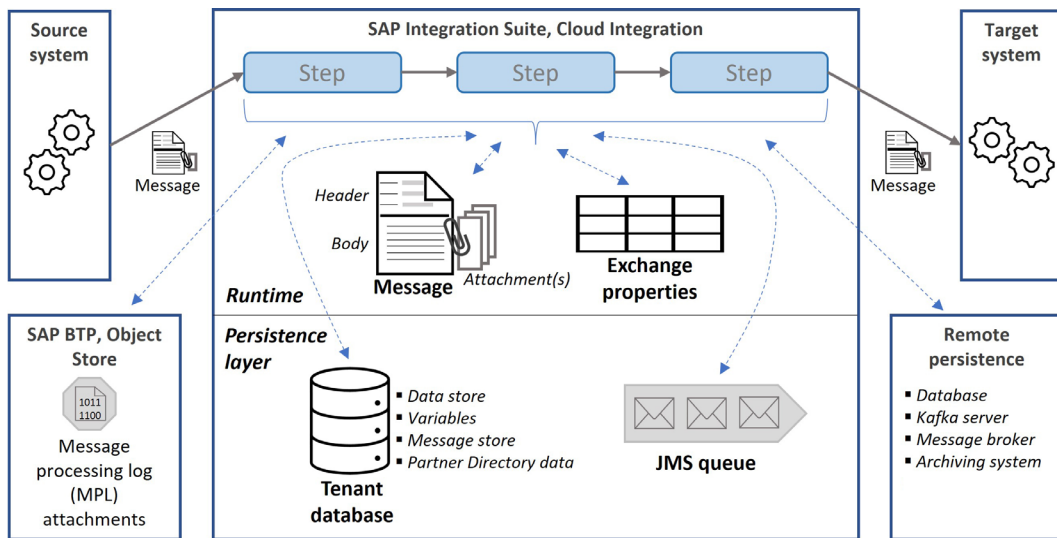 Source
system
SAP Integration Suite, Cloud Integration
Target
system
Step
Step
Step
Message
Message
Header
Body
Attachment(s)
Message
Exchange
properties
Runtime
Persistence
layer
SAP BTP, Object
Store
1011
1100
Message
processing log
(MPL)
attachments
▪ Data store
▪ Variables
▪ Message store
▪ Partner Directory data
Tenant
database
JMS queue
Remote
persistence
▪ Database
▪ Kafka server
▪ Message broker
▪ Archiving system